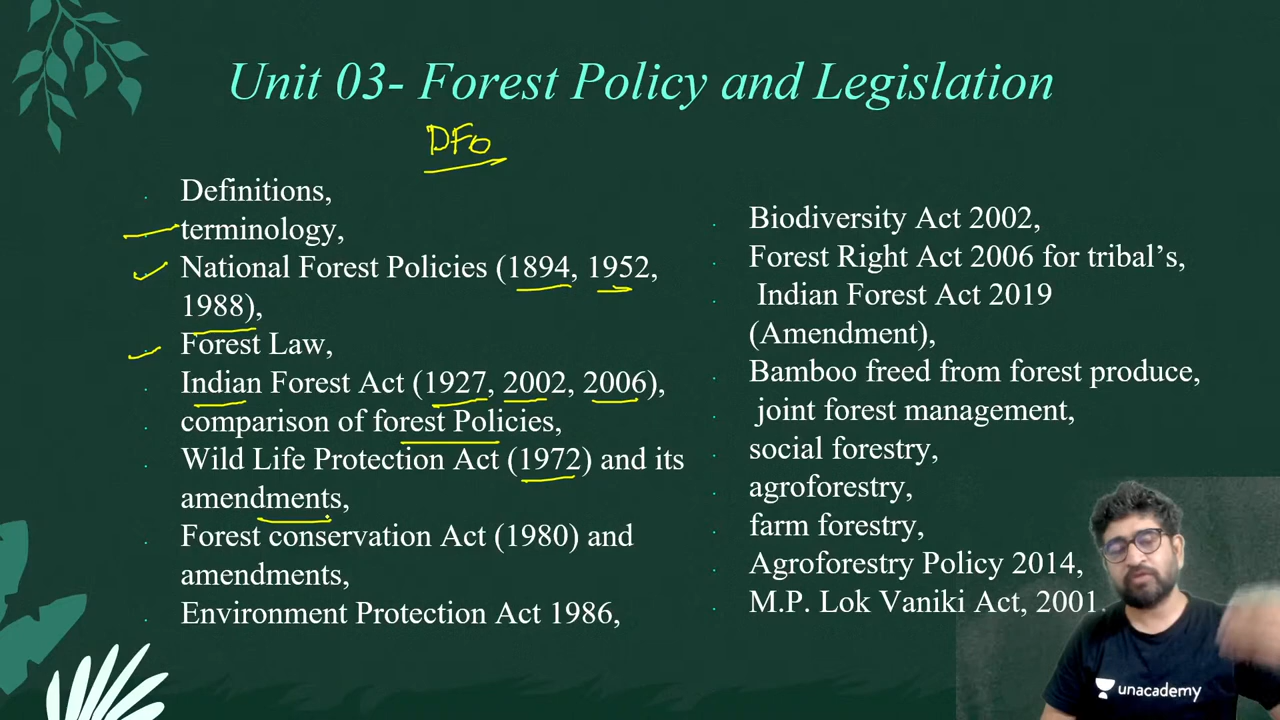 Unit 03- Forest Policy and Legislation
DFO
Definitions,
terminology,
National Forest Policies (1894, 1952,
1988),
Forest Law,
Indian Forest Act (1927, 2002, 2006),
comparison of forest Policies,
Wild Life Protection Act (1972) and its
amendments,
Forest conservation Act (1980) and
amendments,
Environment Protection Act 1986,
Biodiversity Act 2002,
Forest Right Act 2006 for tribal’s,
Indian Forest Act 2019
(Amendment),
Bamboo freed from forest produce,
joint forest management,
social forestry,
agroforestry,
farm forestry,
Agroforestry Policy 2014,
M.P. Lok Vaniki Act, 2001.
unacademy